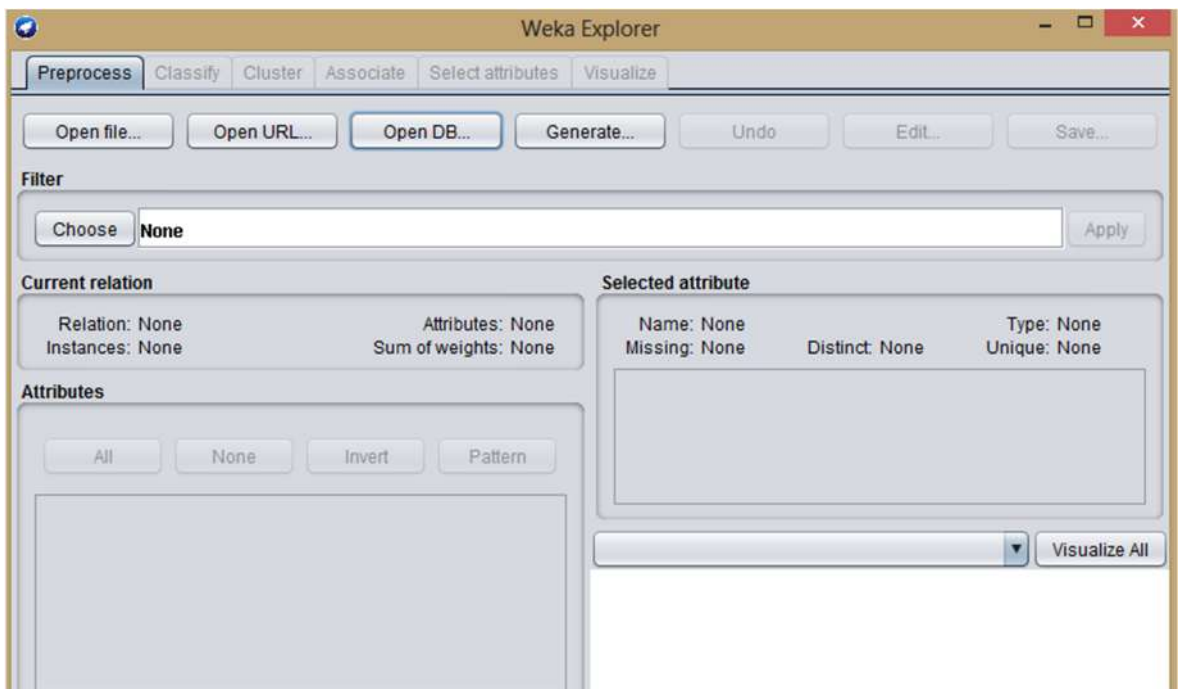 Weka Explorer
Preprocess Classify Cluster Associate Select attributes Visualize
Open file... Open URL... Open DB... Generate... Undo Edit... Save...
Filter
Choose None Apply
Current relation
Relation: None Attributes: None
Instances: None Sum of weights: None
Selected attribute
Name: None Type: None
Missing: None Distinct: None Unique: None
Attributes
All None Invert Pattern
Visualize All